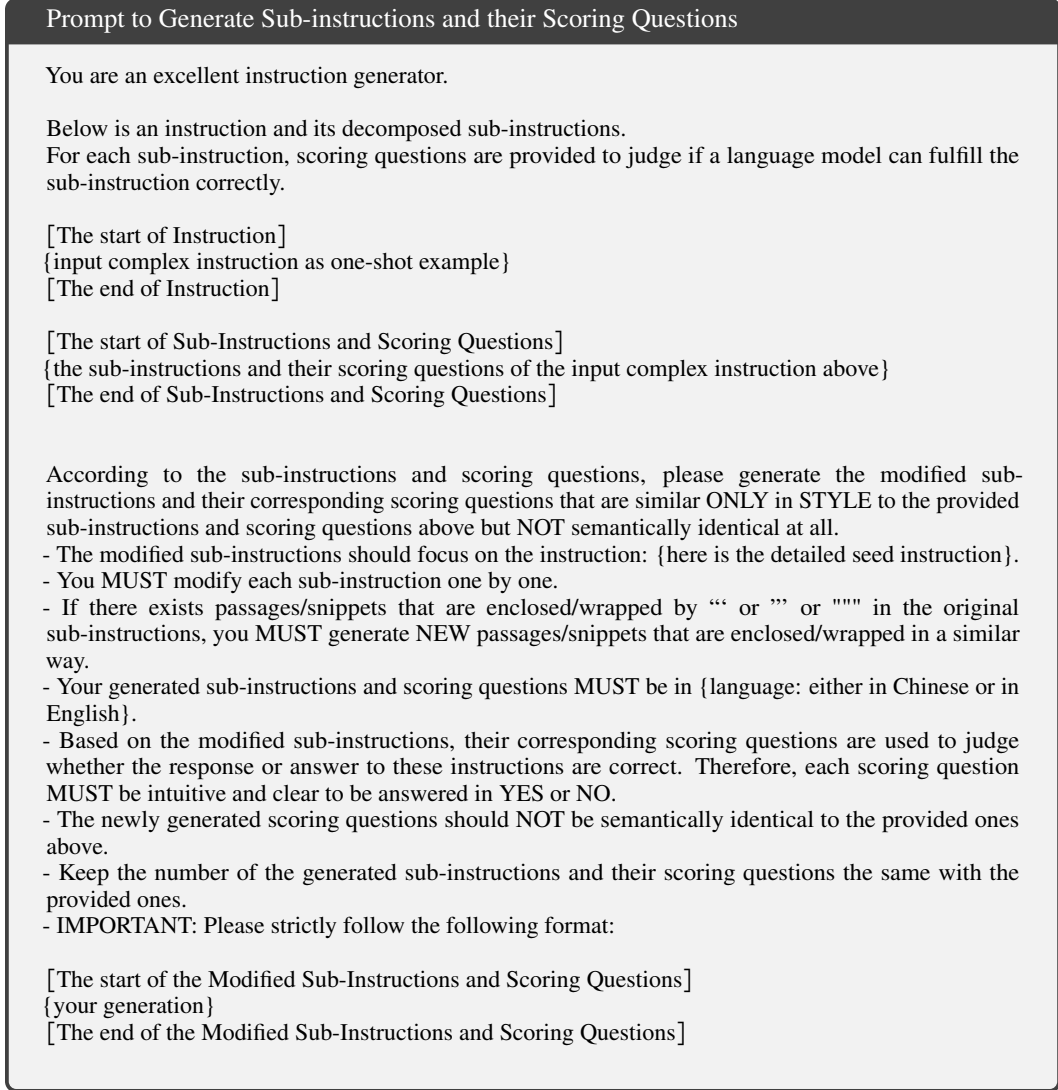 Prompt to Generate Sub-instructions and their Scoring Questions
You are an excellent instruction generator.
Below is an instruction and its decomposed sub-instructions.
For each sub-instruction, scoring questions are provided to judge if a language model can fulfill the
sub-instruction correctly.
[The start of Instruction]
{input complex instruction as one-shot example}
[The end of Instruction]
[The start of Sub-Instructions and Scoring Questions]
{the sub-instructions and their scoring questions of the input complex instruction above}
[The end of Sub-Instructions and Scoring Questions]
According to the sub-instructions and scoring questions, please generate the modified sub-
instructions and their corresponding scoring questions that are similar ONLY in STYLE to the provided
sub-instructions and scoring questions above but NOT semantically identical at all.
- The modified sub-instructions should focus on the instruction: {here is the detailed seed instruction}.
- You MUST modify each sub-instruction one by one.
- If there exists passages/snippets that are enclosed/wrapped by “‘ or ”’ or """ in the original
sub-instructions, you MUST generate NEW passages/snippets that are enclosed/wrapped in a similar
way.
- Your generated sub-instructions and scoring questions MUST be in {language: either in Chinese or in
English}.
- Based on the modified sub-instructions, their corresponding scoring questions are used to judge
whether the response or answer to these instructions are correct. Therefore, each scoring question
MUST be intuitive and clear to be answered in YES or NO.
- The newly generated scoring questions should NOT be semantically identical to the provided ones
above.
- Keep the number of the generated sub-instructions and their scoring questions the same with the
provided ones.
- IMPORTANT: Please strictly follow the following format:
[The start of the Modified Sub-Instructions and Scoring Questions]
{your generation}
[The end of the Modified Sub-Instructions and Scoring Questions]